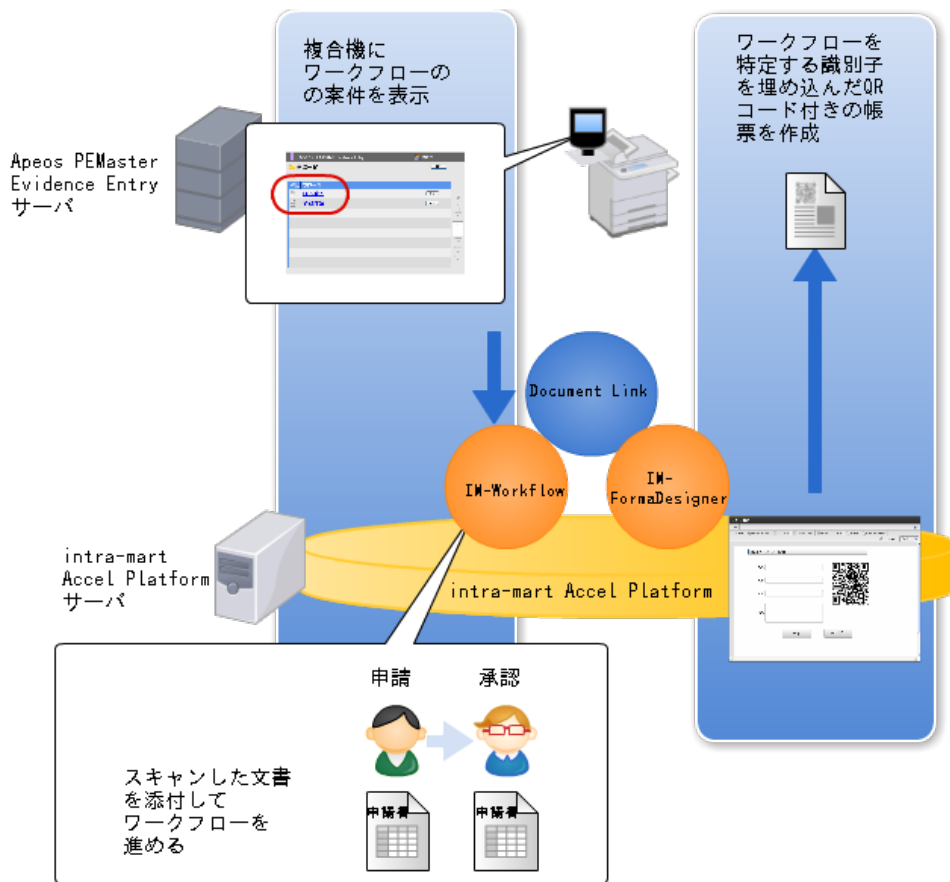 複合機に
ワークフローの
の案件を表示
ワークフローを
特定する識別子
を埋め込んだQR
コード付きの帳
票を作成
Apeos PEMaster
Evidence Entry
サーバ
Document Link
IM-Workflow
IM-
FormaDesigner
intra-mart
Accel Platform
サーバ
intra-mart Accel Platform
申請
承認
スキャンした文書
を添付して
ワークフローを
進める
申請書
申請書